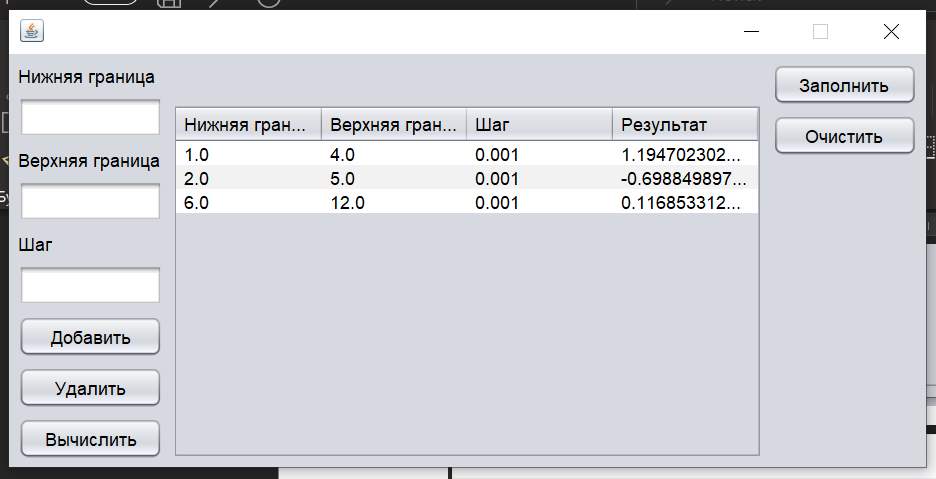 Нижняя граница
Верхняя граница
Шаг
Добавить
Удалить
Вычислить
Нижняя гран... Верхняя гран... Шаг Результат
1.0 4.0 0.001 1.194702302...
2.0 5.0 0.001 -0.698849897...
6.0 12.0 0.001 0.116853312...
Заполнить
Очистить